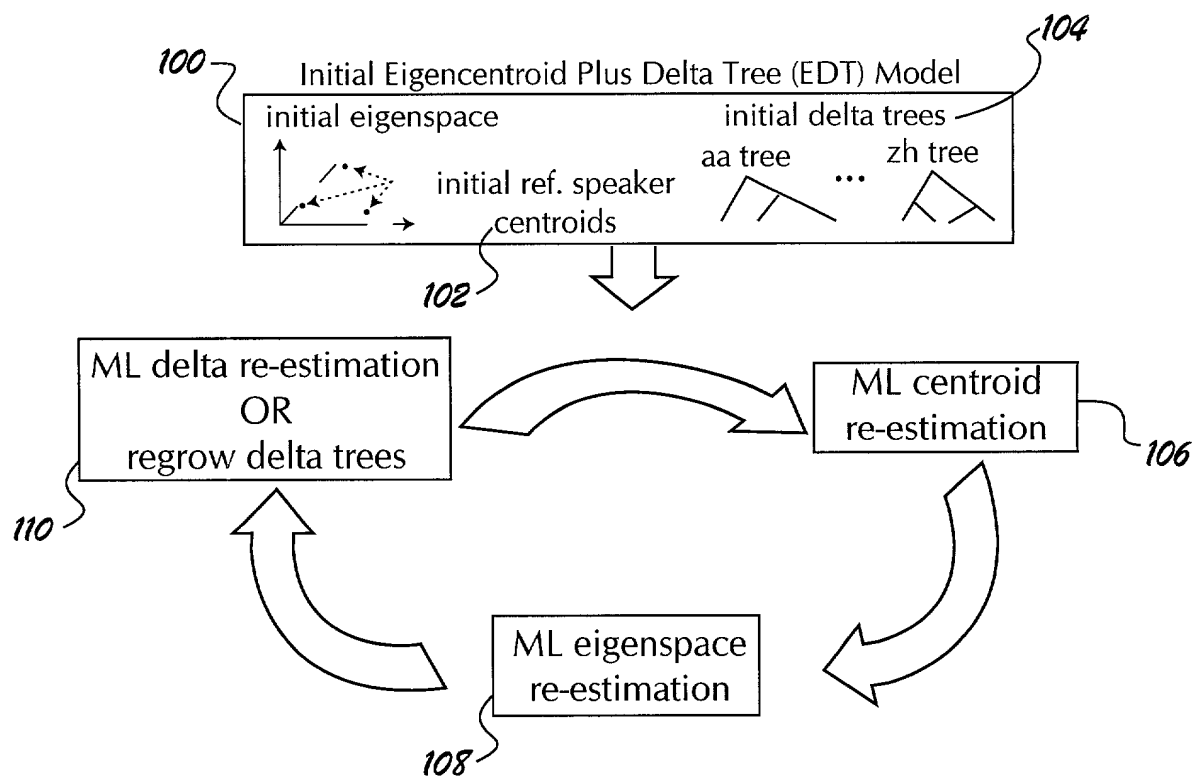 104
100
Initial Eigencentroid Plus Delta Tree (EDT) Model
initial eigenspace
initial delta trees
aa tree
...
zh tree
initial ref. speaker
centroids
102
ML delta re-estimation
OR
regrow delta trees
110
ML centroid
re-estimation
106
ML eigenspace
re-estimation
108